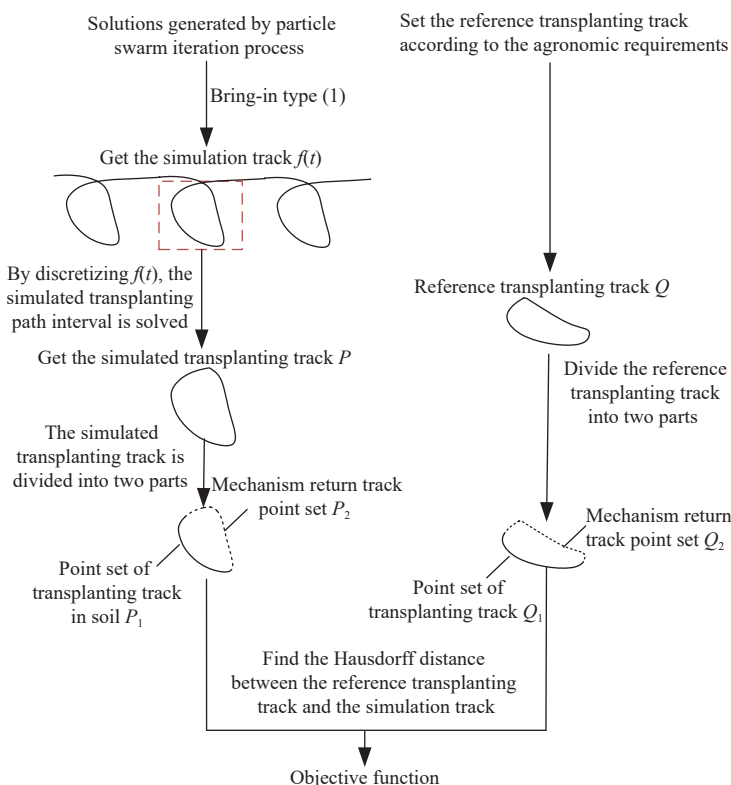 Solutions generated by particle
swarm iteration process
Set the reference transplanting track
according to the agronomic requirements
Bring-in type (1)
Get the simulation track f(t)
By discretizing f(t), the
simulated transplanting
path interval is solved
Reference transplanting track Q
Get the simulated transplanting track P
Divide the reference
transplanting track
into two parts
The simulated
transplanting track is
divided into two parts
Mechanism return track
point set P2
Mechanism return
track point set Q2
Point set of
transplanting track
in soil P1
Point set of
transplanting track Q1
Find the Hausdorff distance
between the reference transplanting
track and the simulation track
Objective function